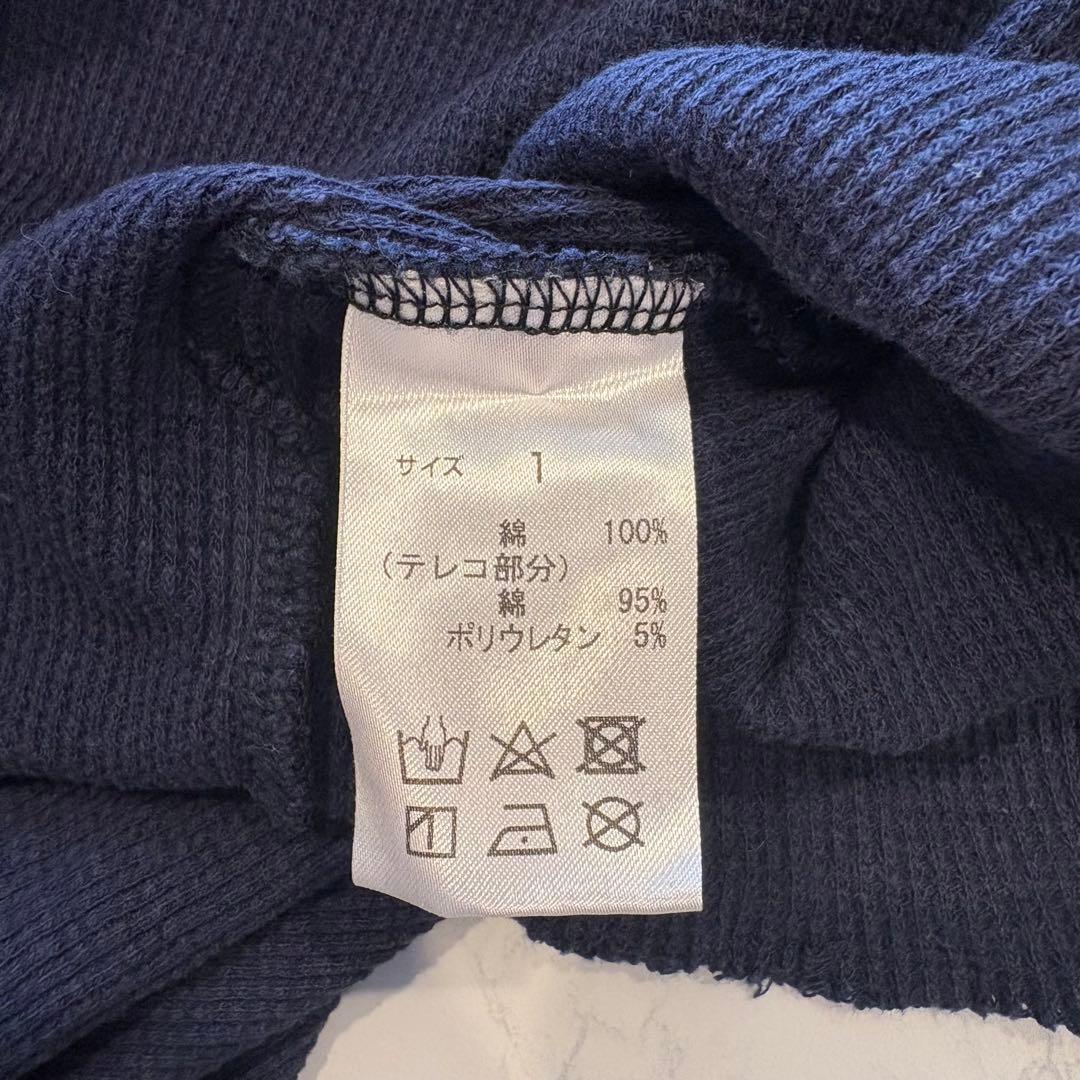 サイズ 1
綿 100%
(テレコ部分)
綿 95%
ポリウレタン 5%